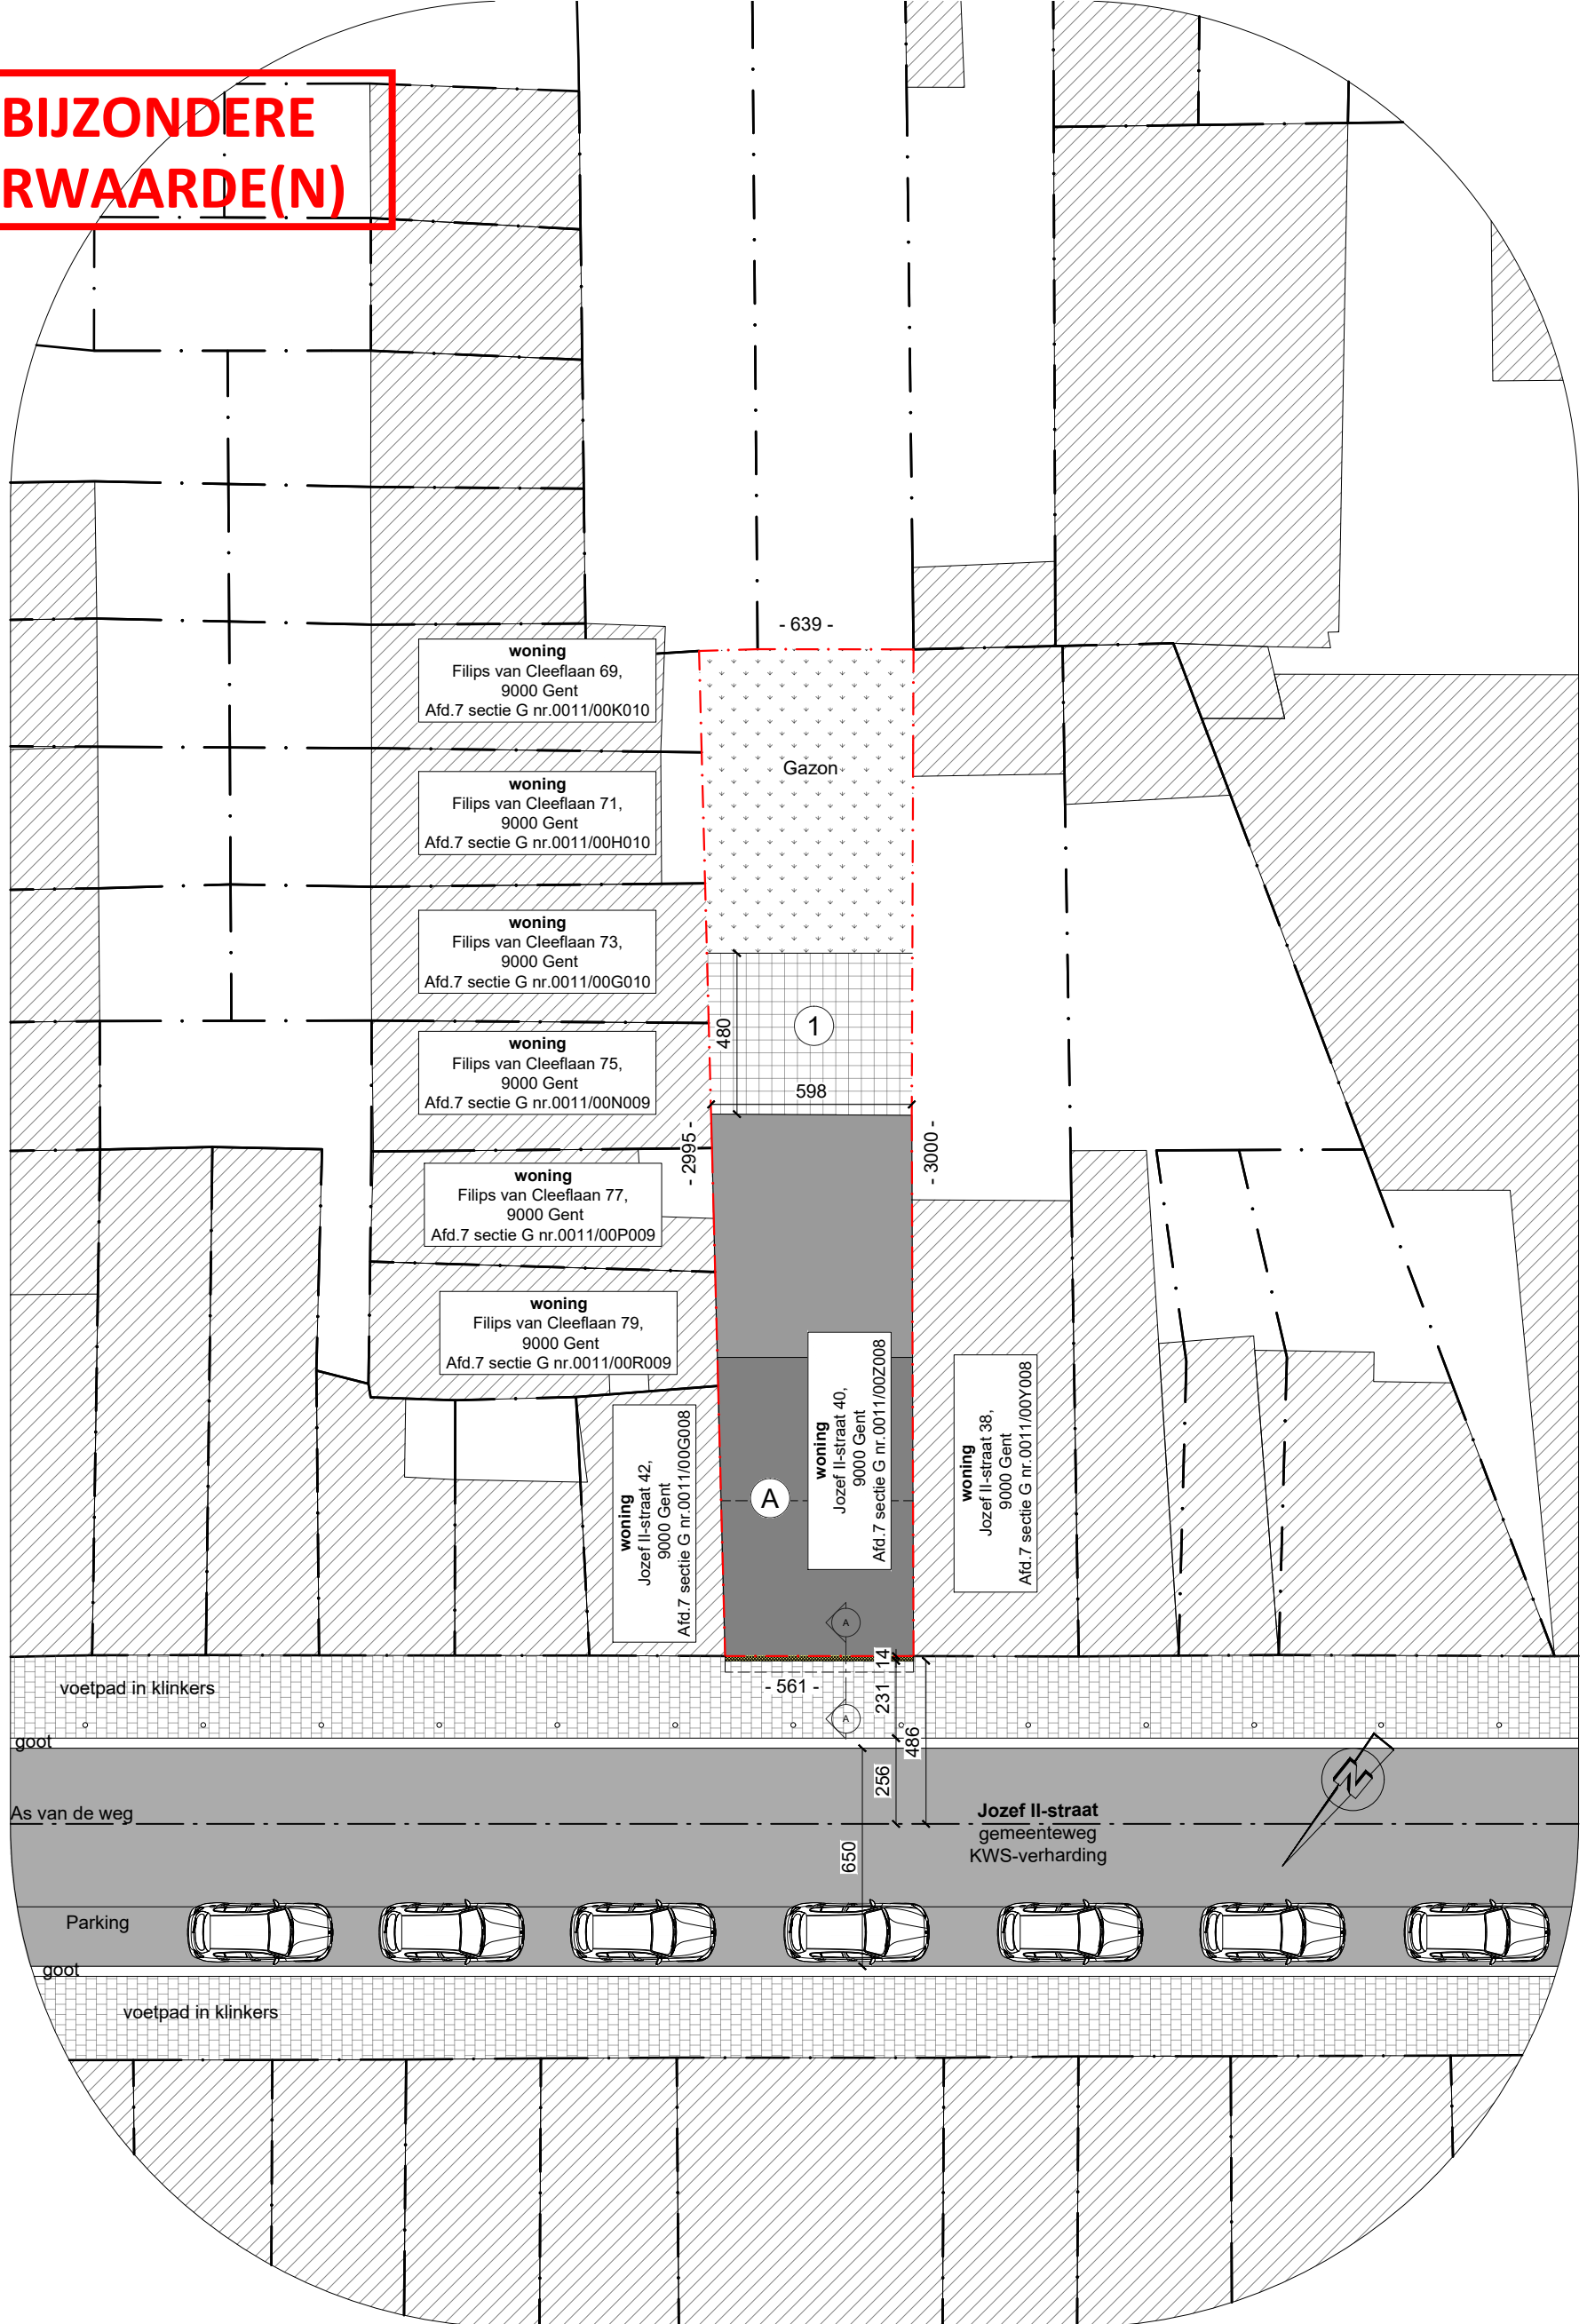 BIJZONDERE
RWAARDE(N)
- 639 -
woning
Filips van Cleeflaan 69,
9000 Gent
Afd.7 sectie G nr.0011/00K010
Gazon
woning
Filips van Cleeflaan 71,
9000 Gent
Afd.7 sectie G nr.0011/00H010
woning
Filips van Cleeflaan 73,
9000 Gent
Afd.7 sectie G nr.0011/00G010
480
1
woning
Filips van Cleeflaan 75,
9000 Gent
Afd.7 sectie G nr.0011/00N009
598
- 2995 -
- 3000 -
woning
Filips van Cleeflaan 77,
9000 Gent
Afd.7 sectie G nr.0011/00P009
woning
Filips van Cleeflaan 79,
9000 Gent
Afd.7 sectie G nr.0011/00R009
woning
Jozef II-straat 42,
9000 Gent
Afd.7 sectie G nr.0011/00G008
A
woning
Jozef II-straat 40,
9000 Gent
Afd.7 sectie G nr.0011/00Z008
woning
Jozef II-straat 38,
9000 Gent
Afd.7 sectie G nr.0011/00Y008
A
14
voetpad in klinkers
- 561 -
231
A
goot
486
256
N
As van de weg
Jozef II-straat
gemeenteweg
KWS-verharding
650
Parking
goot
voetpad in klinkers